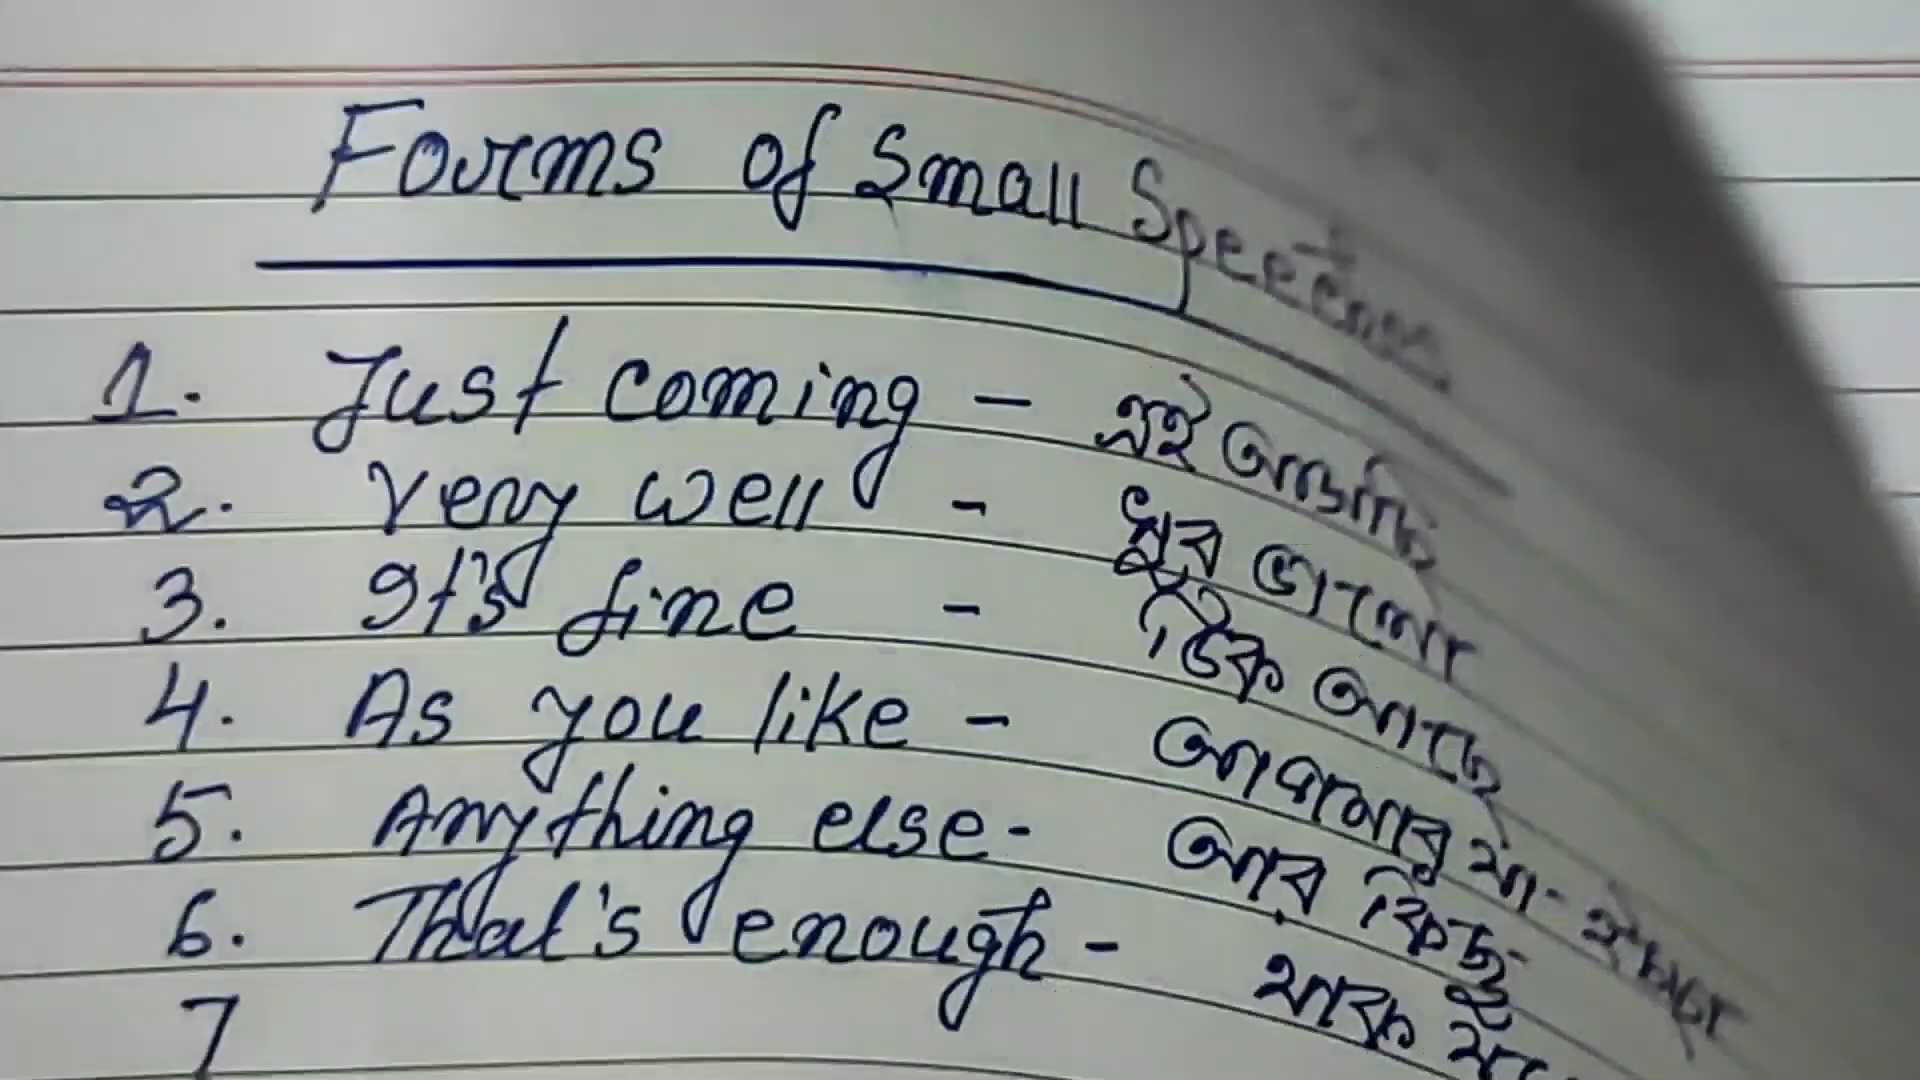 Forms of Small Speeches
1. Just coming - এই আসছি
2. Very well - খুব ভালো
3. It's fine - ঠিক আছে
4. As you like - আপনার যা ইচ্ছা
5. Anything else - আর কিছু
6. That's enough - যাক
7